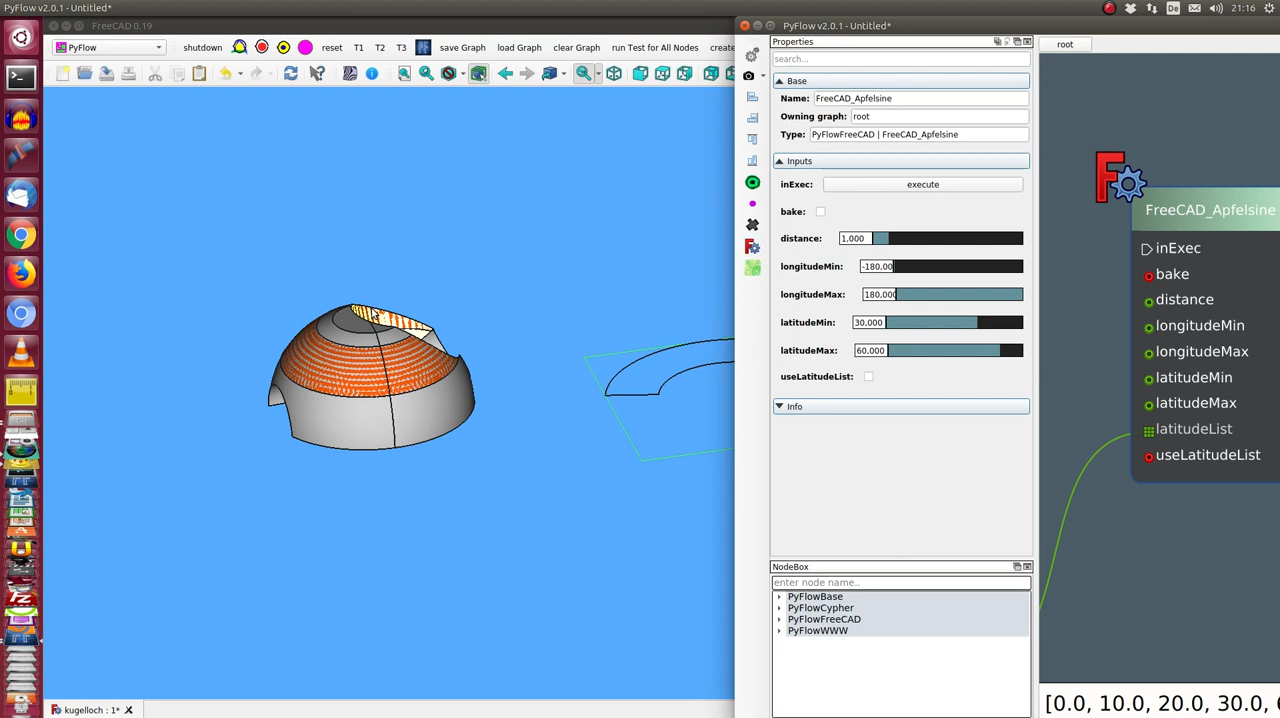 PyFlow v2.0.1 - Untitled*
De
21:16
FreeCAD 0.19
PyFlow v2.0.1 - Untitled*
PyFlow
shutdown
reset
T1
T2
T3
save Graph
load Graph
clear Graph
run Test for All Nodes
create
Properties
root
search...
Base
Name:
FreeCAD_Apfelsine
Owning graph:
root
Type:
PyFlowFreeCAD | FreeCAD_Apfelsine
Inputs
inExec:
execute
bake:
distance:
1,000
longitudeMin:
-180,00
longitudeMax:
180,000
latitudeMin:
30,000
latitudeMax:
60,000
useLatitudeList:
Info
FreeCAD_Apfelsine
inExec
bake
distance
longitudeMin
longitudeMax
latitudeMin
latitudeMax
latitudeList
useLatitudeList
NodeBox
enter node name..
PyFlowBase
PyFlowCypher
PyFlowFreeCAD
PyFlowWWW
kugelloch : 1*
[0.0, 10.0, 20.0, 30.0,